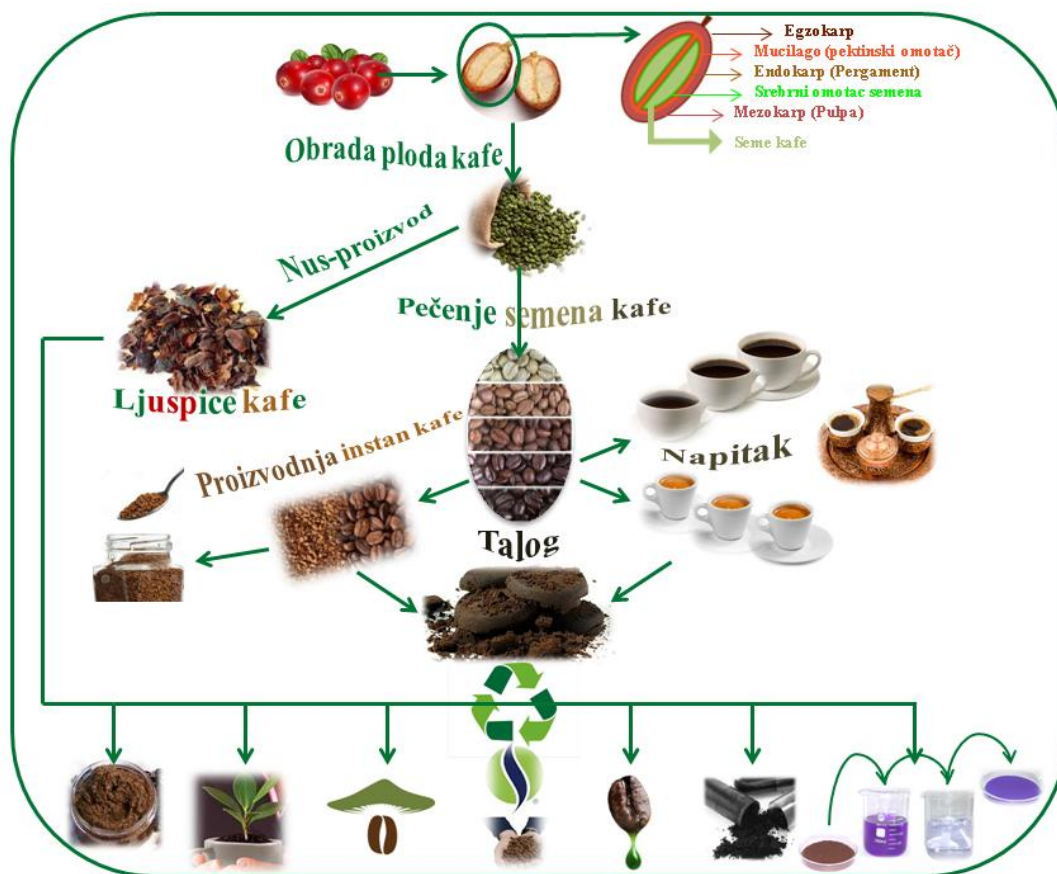 Egzokarp
Mucilago (pektinski omotač)
Endokarp (Pergament)
Srebrni omotac semena
Mezokarp (Pulpa)
Seme kafe
Obrada ploda kafe
Nus-proizvod
Pečenje semena kafe
Ljuspice kafe
Proizvodnja instan kafe
Napitak
Talog